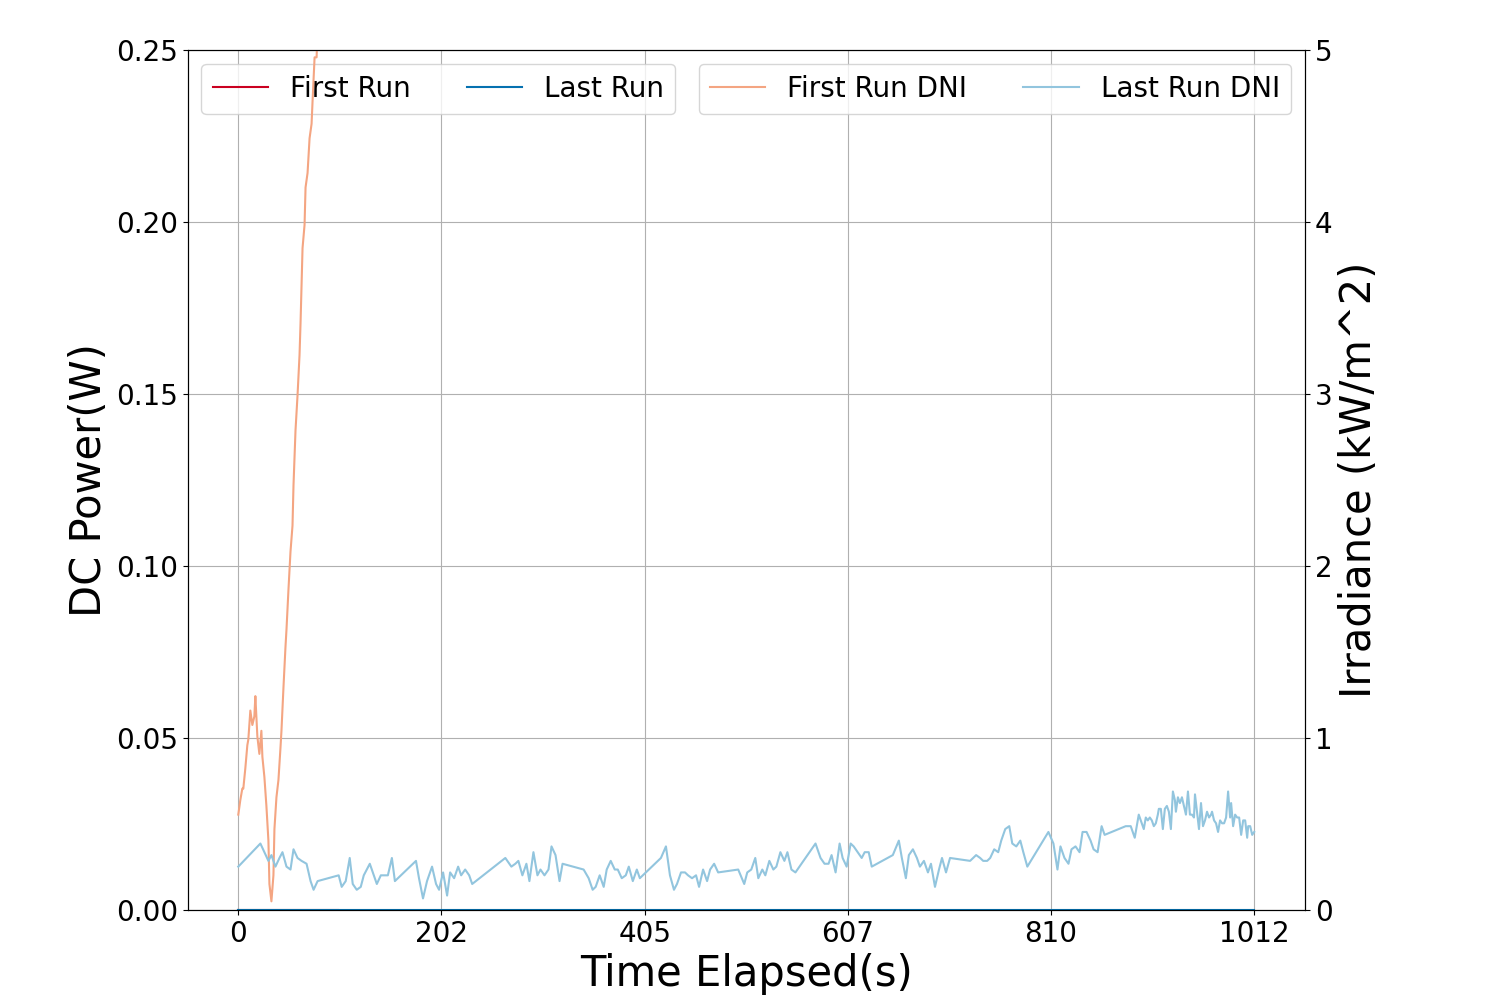 First Run Last Run First Run DNI Last Run DNI
0.25
0.20
0.15
0.10
0.05
0.00
DC Power(W)
5
4
3
2
1
0
Irradiance (kW/m^2)
0 202 405 607 810 1012
Time Elapsed(s)